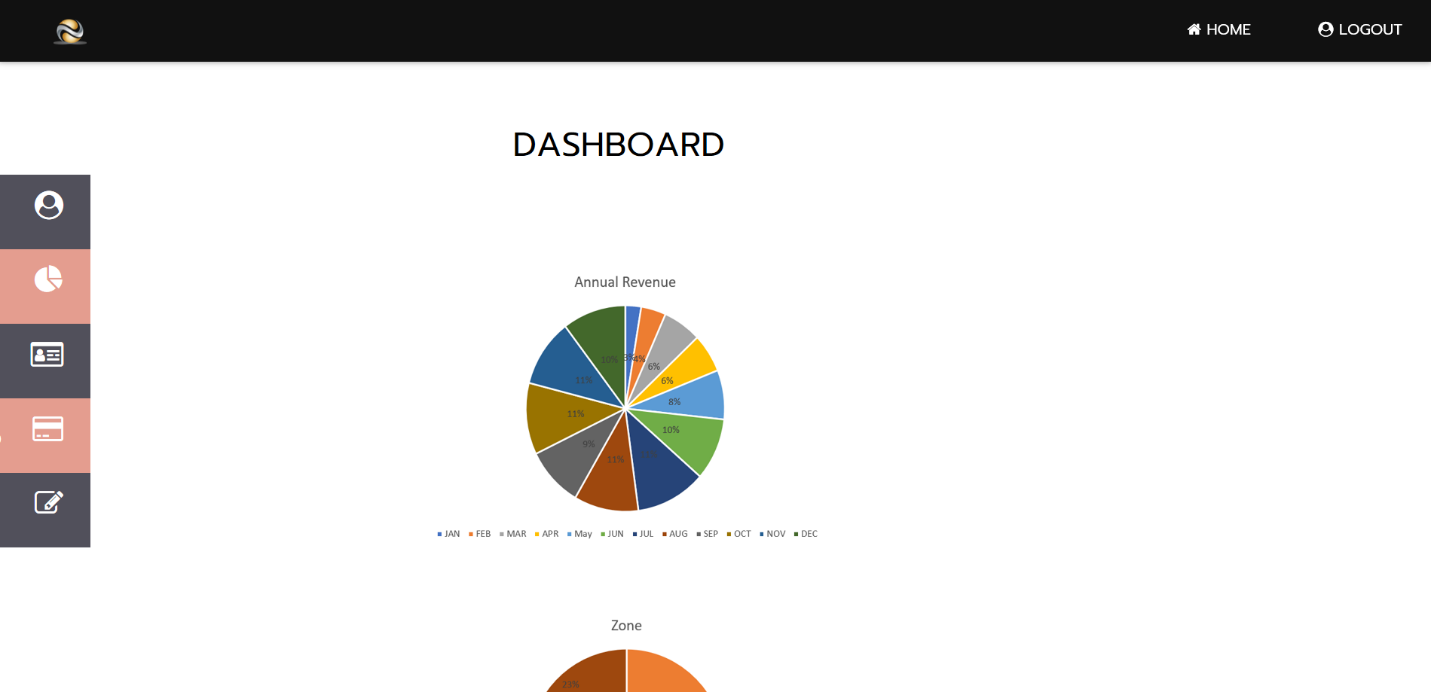 HOME LOGOUT
DASHBOARD
Annual Revenue
10% 3% 4%
6%
11% 6%
8%
11%
10%
9%
11%
JAN FEB MAR APR May JUN JUL AUG SEP OCT NOV DEC
Zone
23%